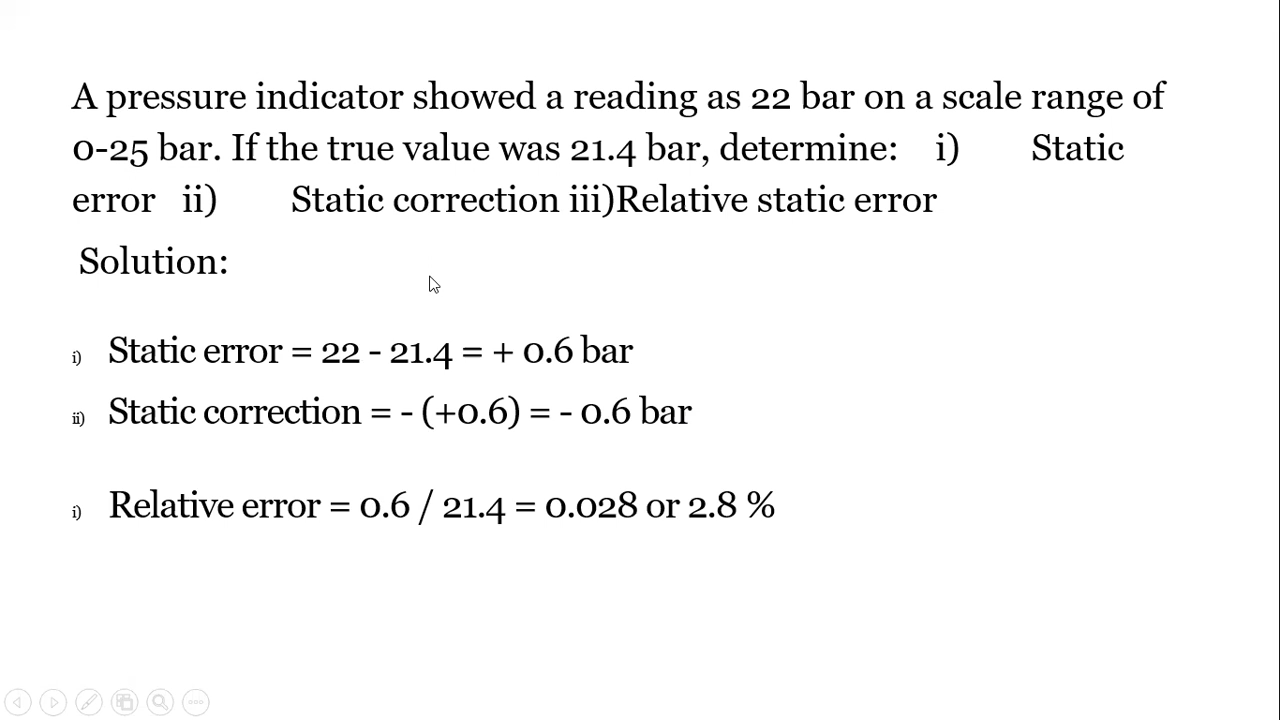 A pressure indicator showed a reading as 22 bar on a scale range of
0-25 bar. If the true value was 21.4 bar, determine: i) Static
error ii) Static correction iii)Relative static error
Solution:
i) Static error = 22 - 21.4 = + 0.6 bar
ii) Static correction = - (+0.6) = - 0.6 bar
i) Relative error = 0.6 / 21.4 = 0.028 or 2.8 %